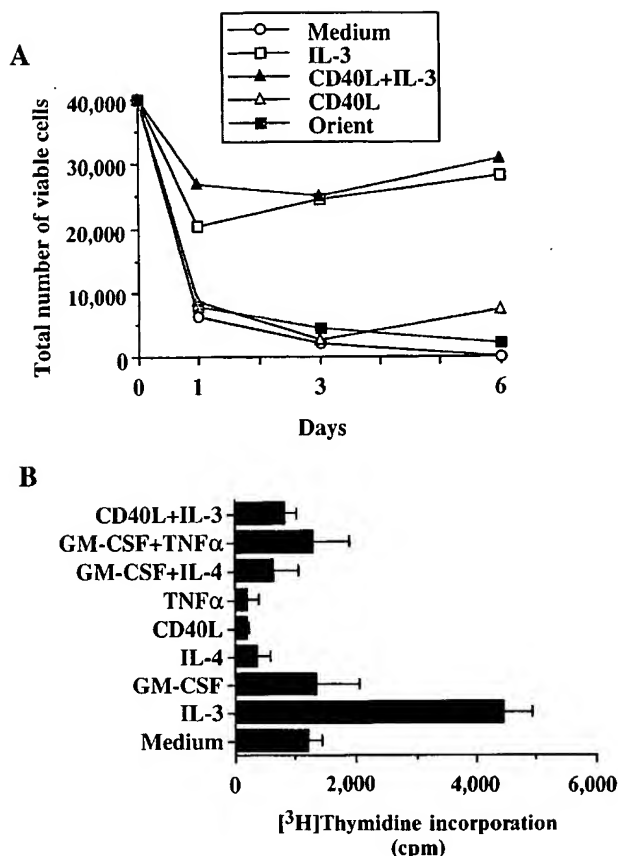 Medium
IL-3
CD40L+IL-3
CD40L
Orient
A
40,000
30,000
20,000
10,000
0
Total number of viable cells
0 1 3 6
Days
B
CD40L+IL-3
GM-CSF+TNFα
GM-CSF+IL-4
TNFα
CD40L
IL-4
GM-CSF
IL-3
Medium
0 2,000 4,000 6,000
[³H]Thymidine incorporation
(cpm)